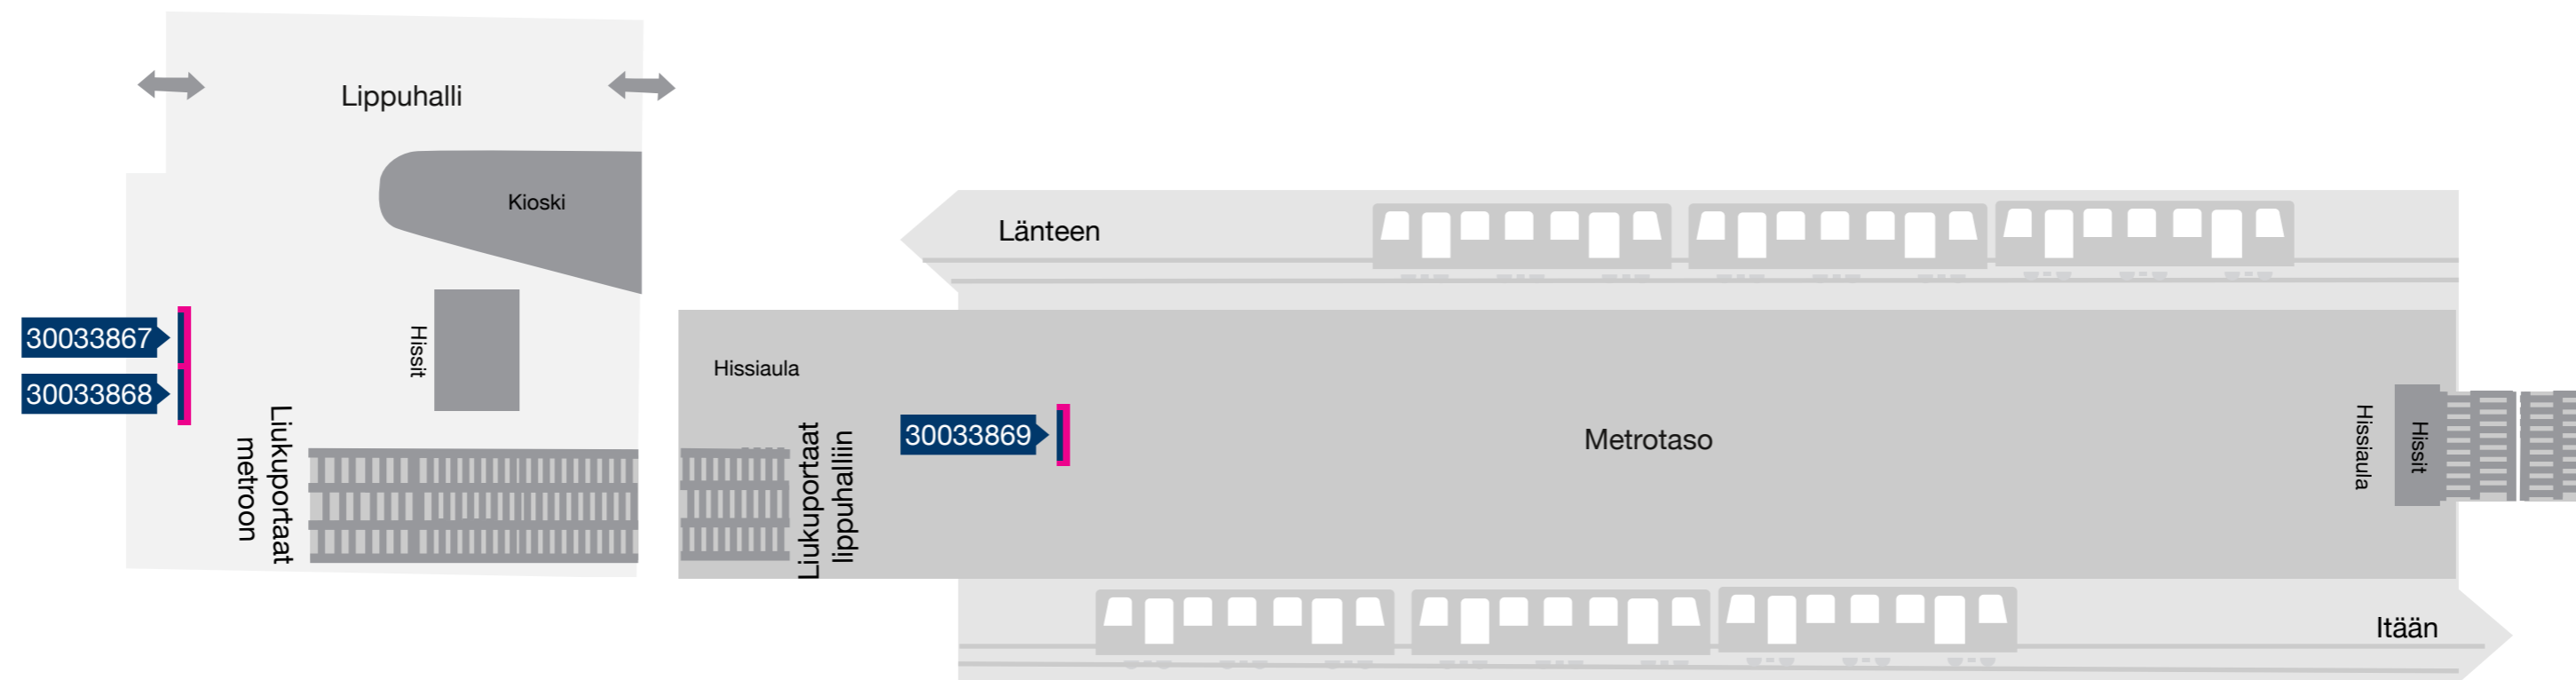 Lippuhalli
Kioski
Hissit
30033867
30033868
Liukuportaat
metroon
Länteen
Hissiaula
Liukuportaat
lippuhalliin
30033869
Metrotaso
Hissiaula
Hissit
Itään